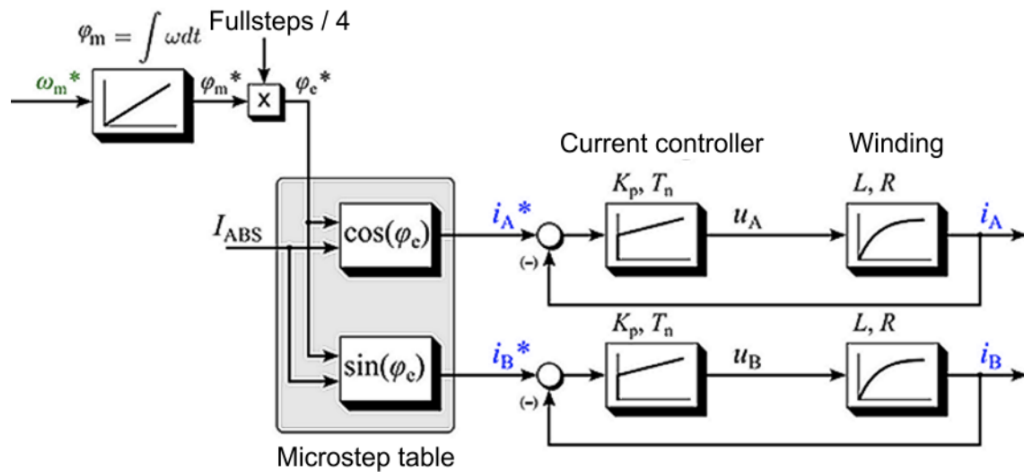 Fullsteps / 4
φm = ∫ ωdt
ωm*
φm*
x
φe*
Current controller
Winding
Kp, Tn
L, R
IABS
cos(φe)
iA*
(-)
uA
iA
Kp, Tn
L, R
sin(φe)
iB*
(-)
uB
iB
Microstep table